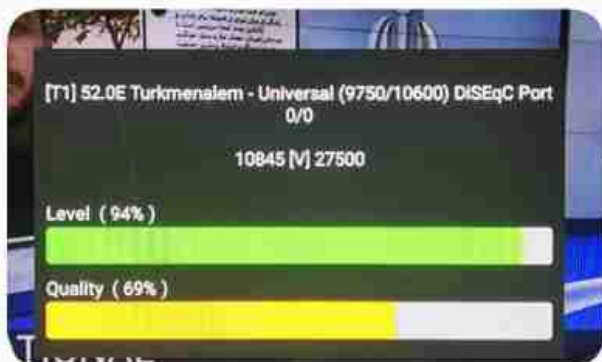 [T1] 52.0E Turkmenalem - Universal (9750/10600) DiSEqC Port
0/0
10845 [V] 27500
Level ( 94% )
Quality ( 69% )